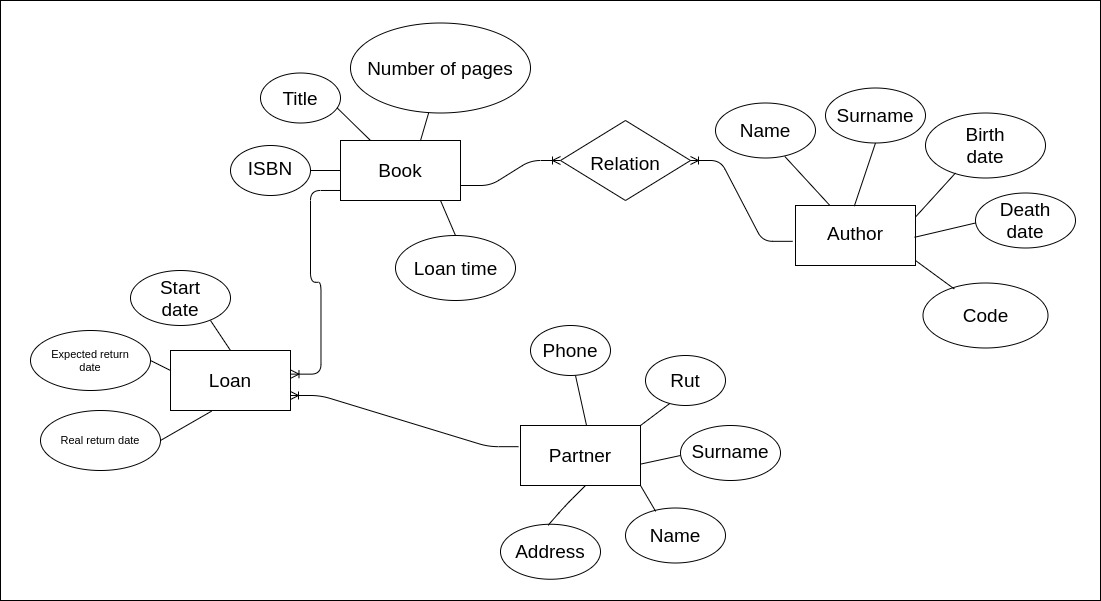 Number of pages
Title
ISBN
Book
Loan time
Relation
Name
Surname
Birth
date
Death
date
Author
Code
Start
date
Expected return
date
Loan
Real return date
Phone
Rut
Partner
Surname
Name
Address